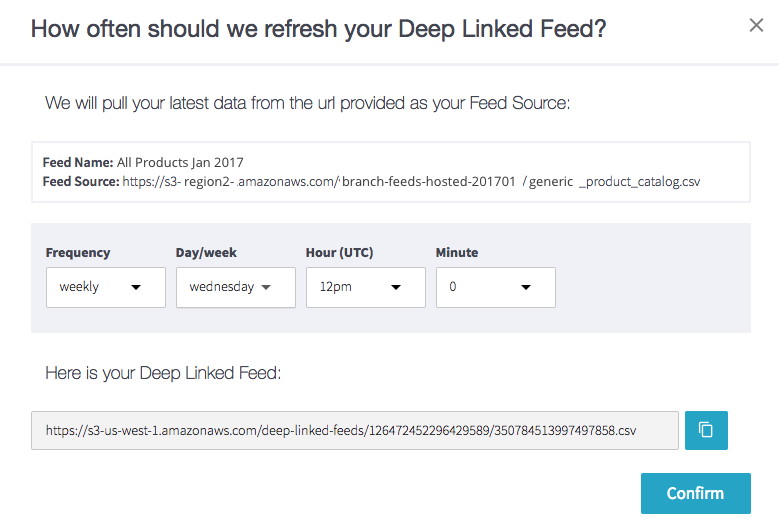 How often should we refresh your Deep Linked Feed?
We will pull your latest data from the url provided as your Feed Source:
Feed Name: All Products Jan 2017
Feed Source: https://s3- region2- .amazonaws.com/ branch-feeds-hosted-201701 / generic _product_catalog.csv
Frequency Day/week Hour (UTC) Minute
weekly wednesday 12pm 0
Here is your Deep Linked Feed:
https://s3-us-west-1.amazonaws.com/deep-linked-feeds/126472452296429589/350784513997497858.csv
Confirm